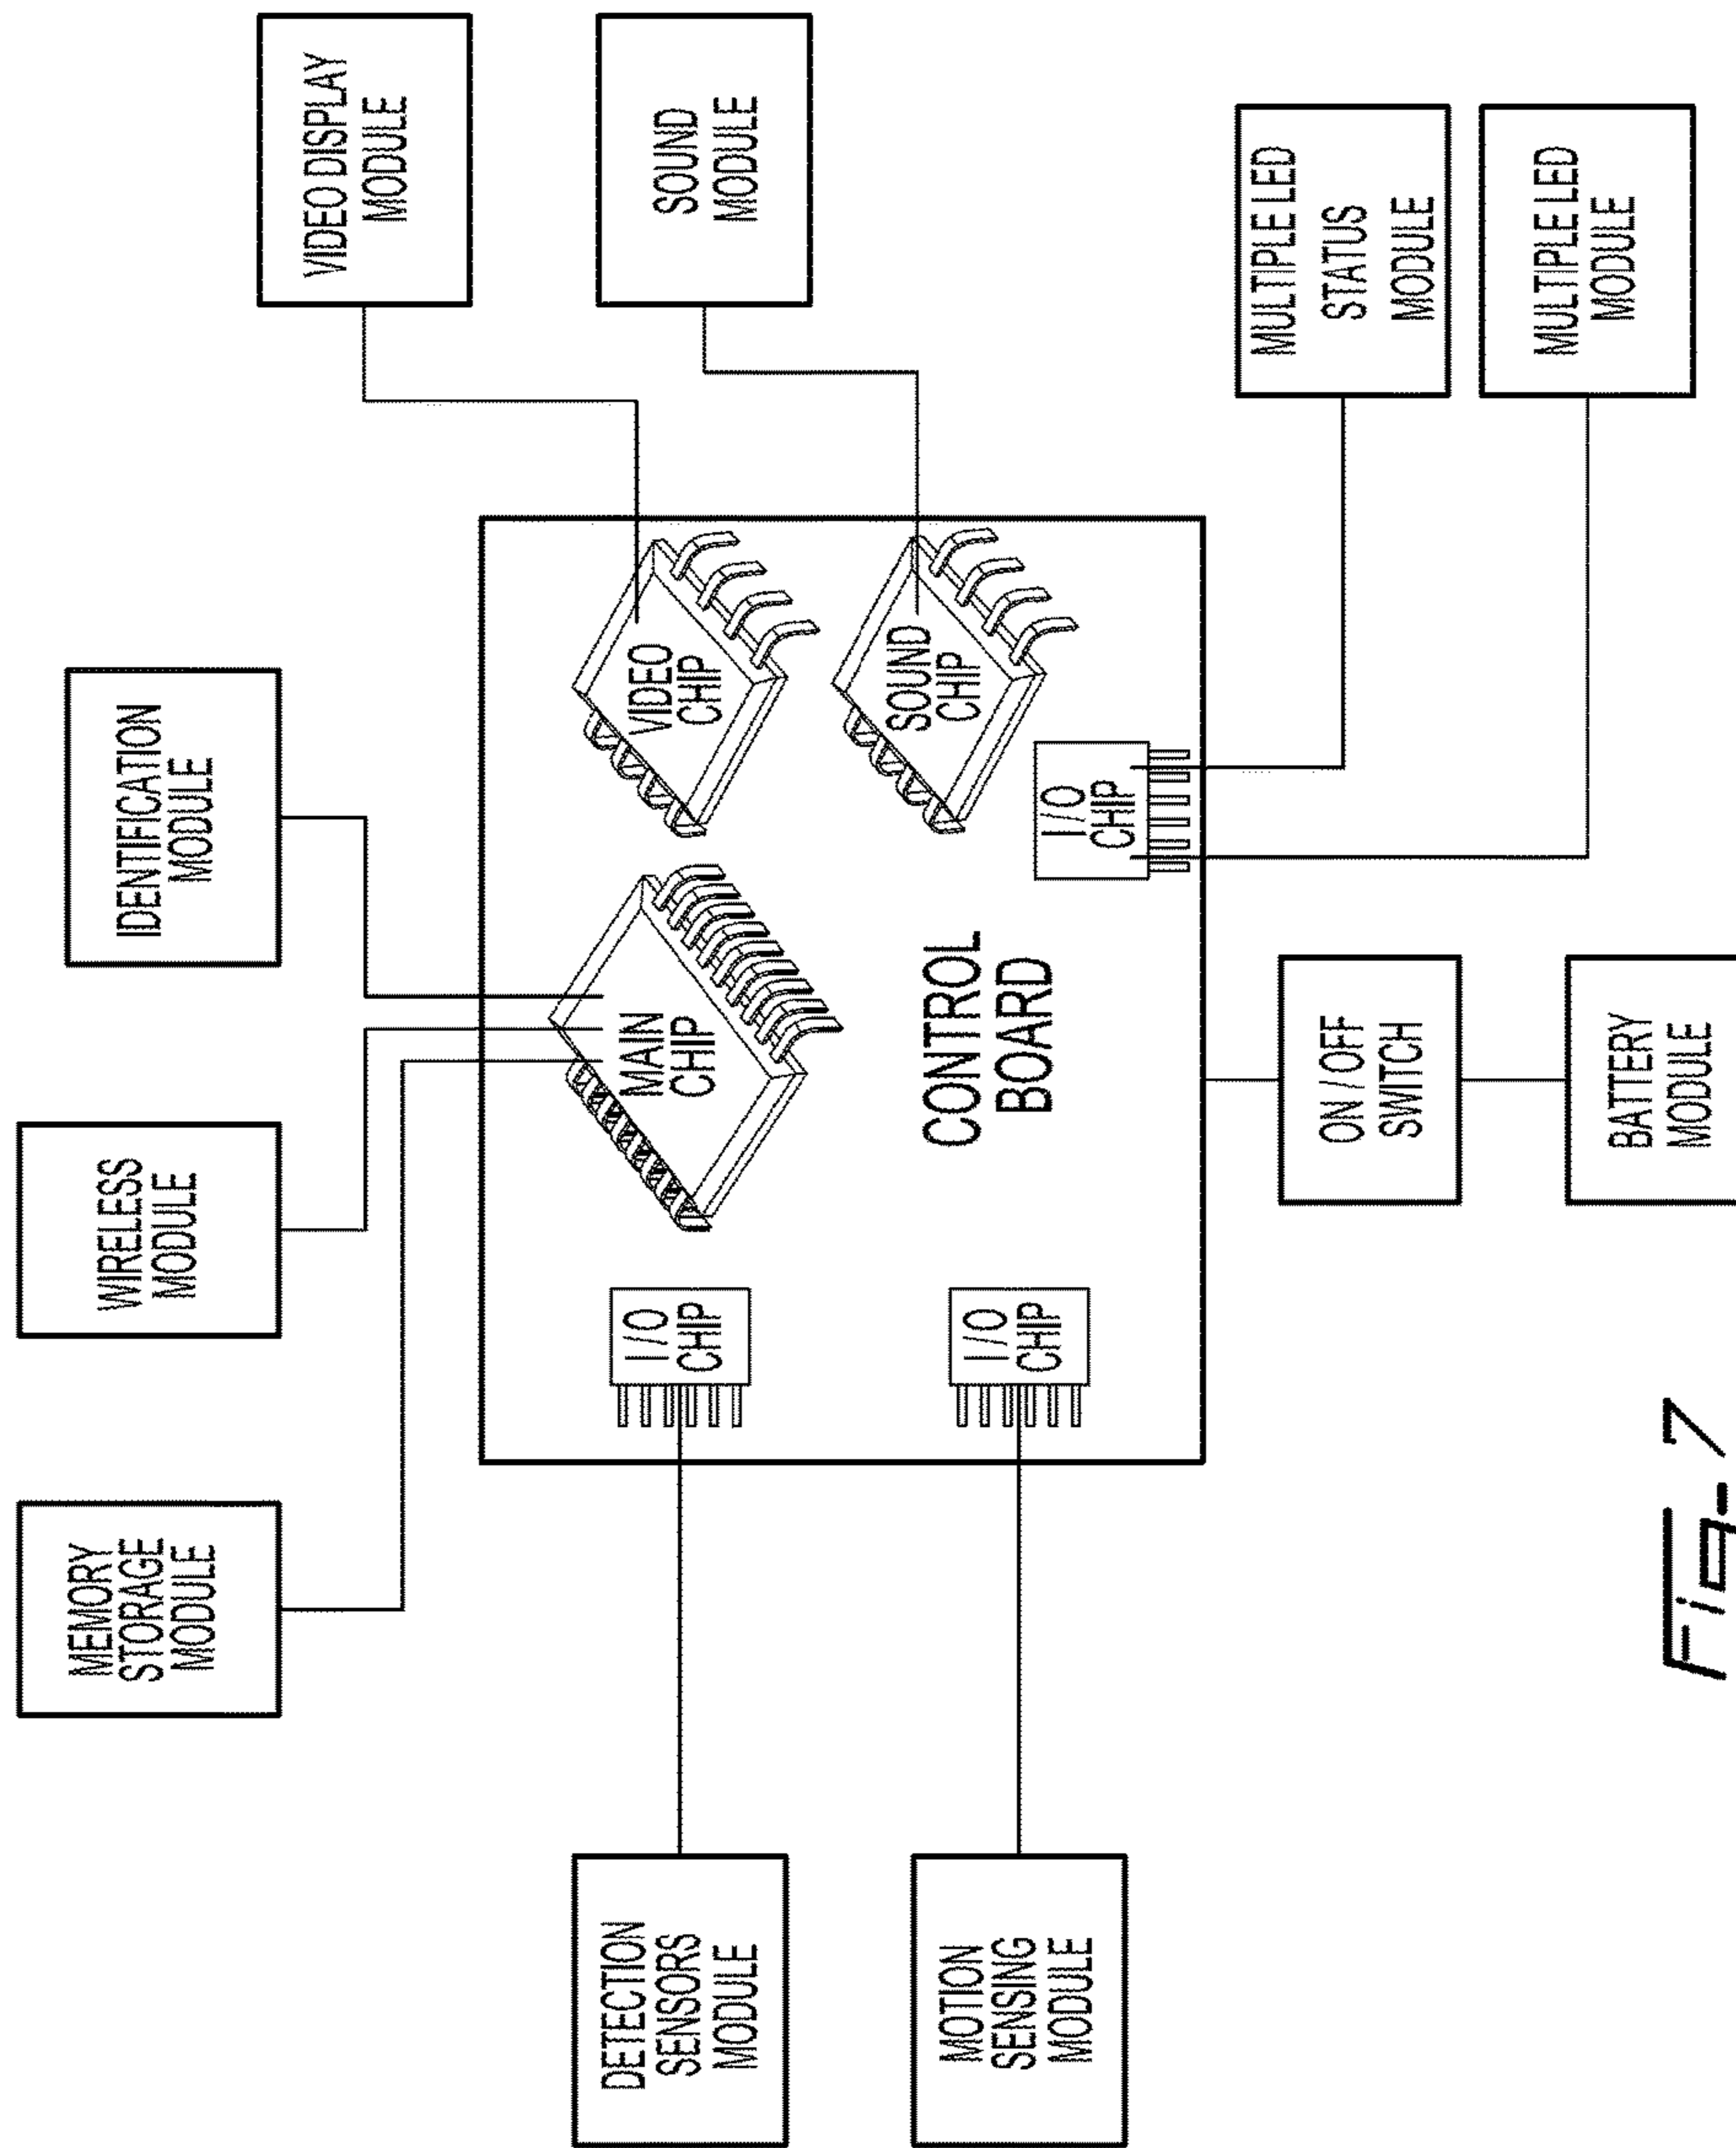 MEMORY
STORAGE
MODULE
WIRELESS
MODULE
IDENTIFICATION
MODULE
VIDEO DISPLAY
MODULE
SOUND
MODULE
DETECTION
SENSORS
MODULE
MOTION
SENSING
MODULE
I/O
CHIP
MAIN
CHIP
VIDEO
CHIP
SOUND
CHIP
I/O
CHIP
CONTROL
BOARD
I/O
CHIP
MULTIPLE LED
STATUS
MODULE
MULTIPLE LED
MODULE
ON / OFF
SWITCH
BATTERY
MODULE
Fig. 7